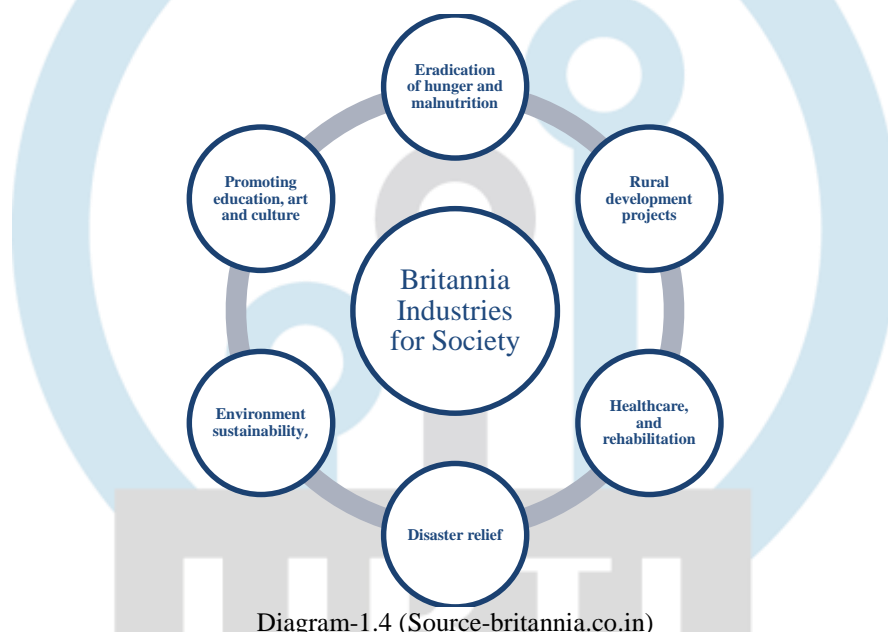 Eradication
of hunger and
malnutrition
Rural
development
projects
Healthcare,
and
rehabilitation
Disaster relief
Environment
sustainability,
Promoting
education, art
and culture
Britannia
Industries
for Society
Diagram-1.4 (Source-britannia.co.in)